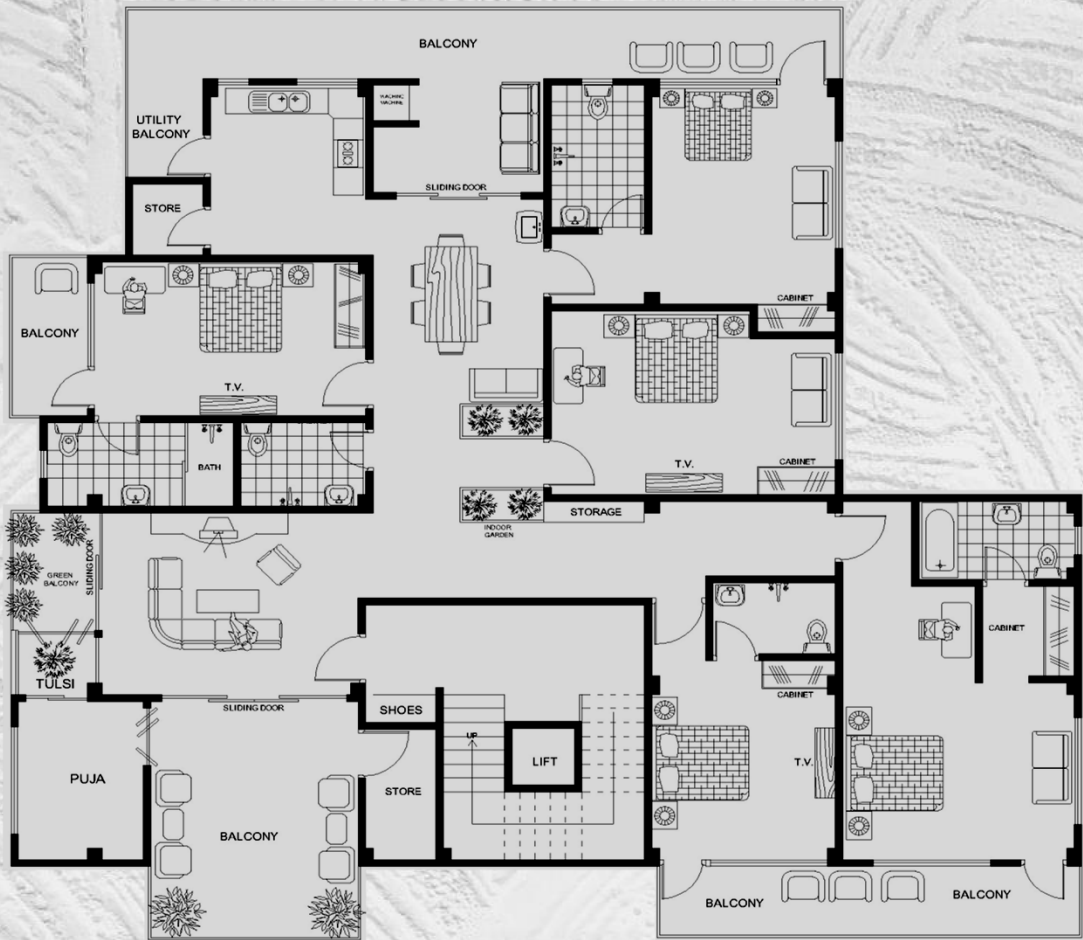 BALCONY
WACHING
MACHINE
UTILITY
BALCONY
SLIDING DOOR
STORE
CABINET
BALCONY
T.V.
BATH
T.V.
CABINET
STORAGE
INDOOR
GARDEN
GREEN
BALCONY
SLIDING DOOR
CABINET
TULSI
CABINET
SLIDING DOOR
SHOES
UP
LIFT
T.V.
PUJA
STORE
BALCONY
BALCONY
BALCONY